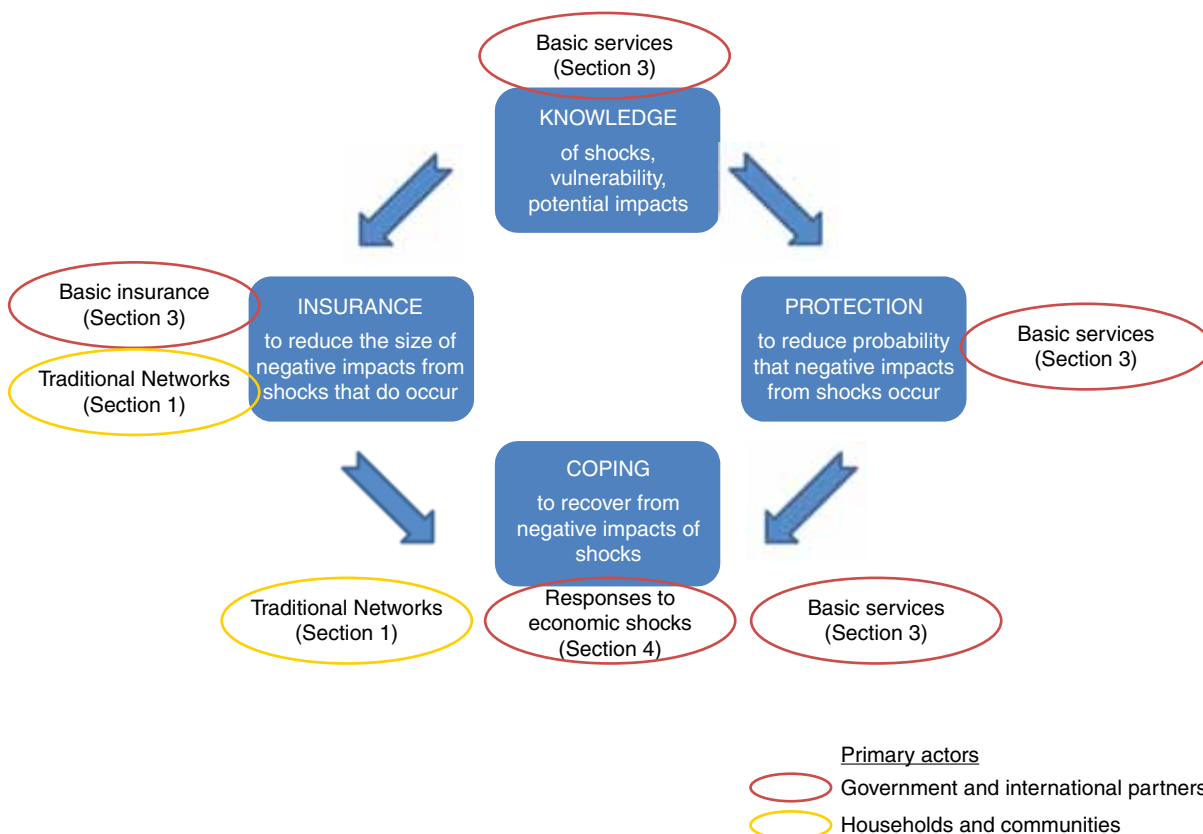 Basic services
(Section 3)
KNOWLEDGE
of shocks,
vulnerability,
potential impacts
Basic insurance
(Section 3)
Traditional Networks
(Section 1)
INSURANCE
to reduce the size of
negative impacts from
shocks that do occur
PROTECTION
to reduce probability
that negative impacts
from shocks occur
Basic services
(Section 3)
COPING
to recover from
negative impacts of
shocks
Traditional Networks
(Section 1)
Responses to
economic shocks
(Section 4)
Basic services
(Section 3)
Primary actors
Government and international partners
Households and communities